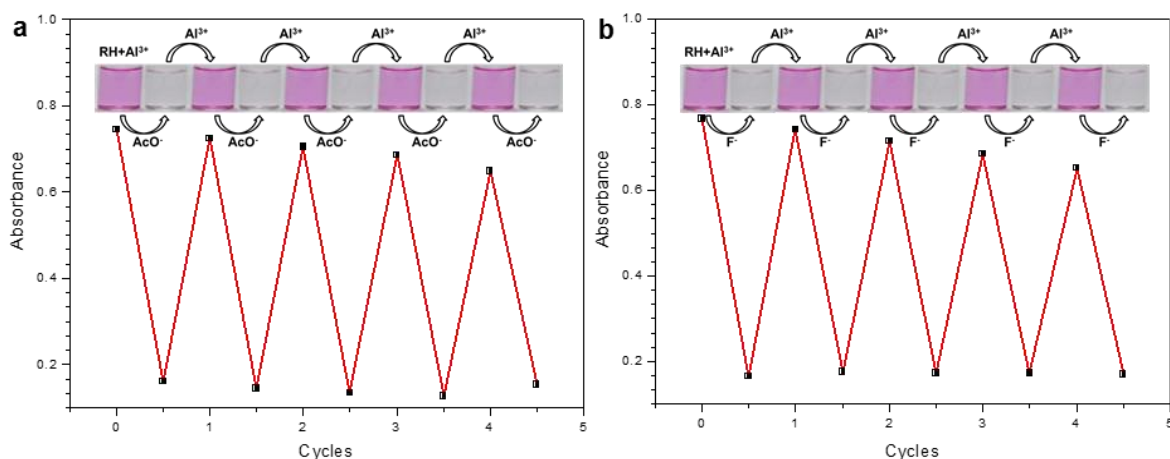 a
1.0
0.8
0.6
0.4
0.2
Absorbance
RH+Al³⁺
Al³⁺ Al³⁺ Al³⁺ Al³⁺
AcO⁻ AcO⁻ AcO⁻ AcO⁻ AcO⁻
0 1 2 3 4 5
Cycles
b
1.0
0.8
0.6
0.4
0.2
Absorbance
RH+Al³⁺
Al³⁺ Al³⁺ Al³⁺ Al³⁺
F⁻ F⁻ F⁻ F⁻ F⁻
0 1 2 3 4 5
Cycles